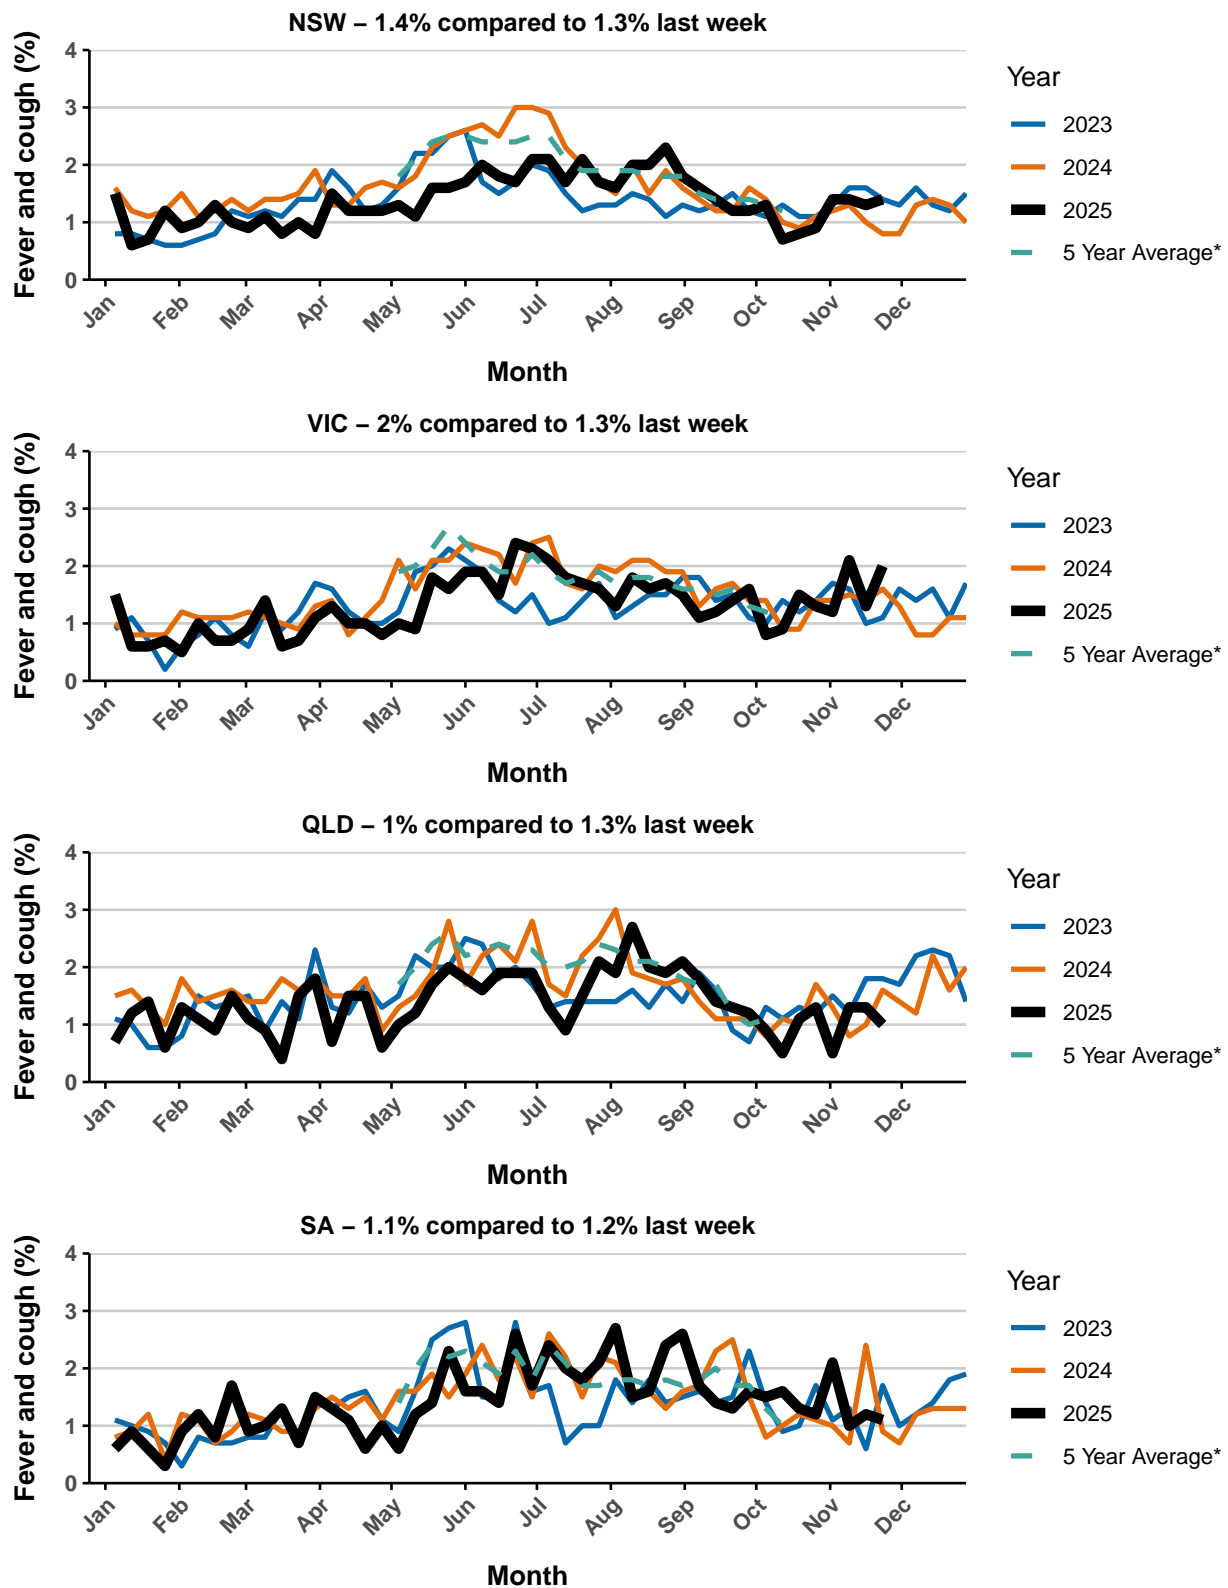 NSW – 1.4% compared to 1.3% last week
Fever and cough (%)
4
3
2
1
0
Jan Feb Mar Apr May Jun Jul Aug Sep Oct Nov Dec
Month
Year
2023
2024
2025
5 Year Average*
VIC – 2% compared to 1.3% last week
Fever and cough (%)
4
3
2
1
0
Jan Feb Mar Apr May Jun Jul Aug Sep Oct Nov Dec
Month
Year
2023
2024
2025
5 Year Average*
QLD – 1% compared to 1.3% last week
Fever and cough (%)
4
3
2
1
0
Jan Feb Mar Apr May Jun Jul Aug Sep Oct Nov Dec
Month
Year
2023
2024
2025
5 Year Average*
SA – 1.1% compared to 1.2% last week
Fever and cough (%)
4
3
2
1
0
Jan Feb Mar Apr May Jun Jul Aug Sep Oct Nov Dec
Month
Year
2023
2024
2025
5 Year Average*